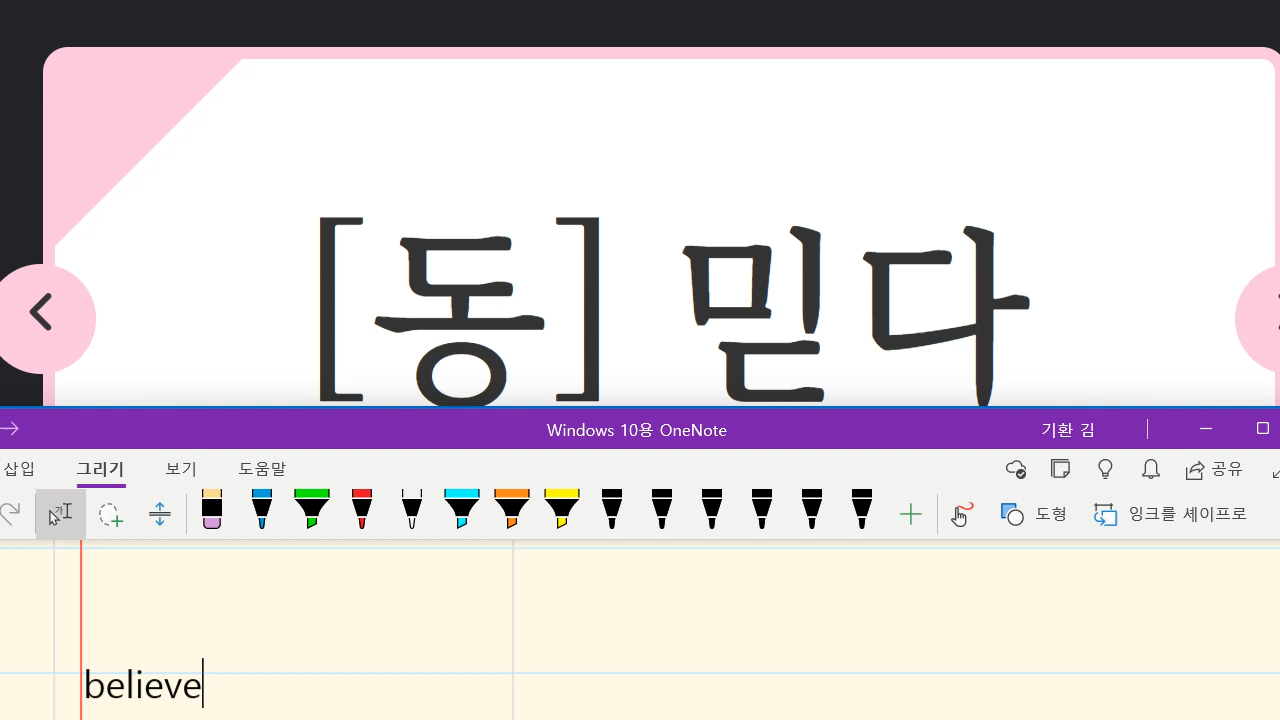 [동] 믿다
Windows 10용 OneNote
기환 김
삽입 그리기 보기 도움말
공유
도형
잉크를 셰이프로
believe